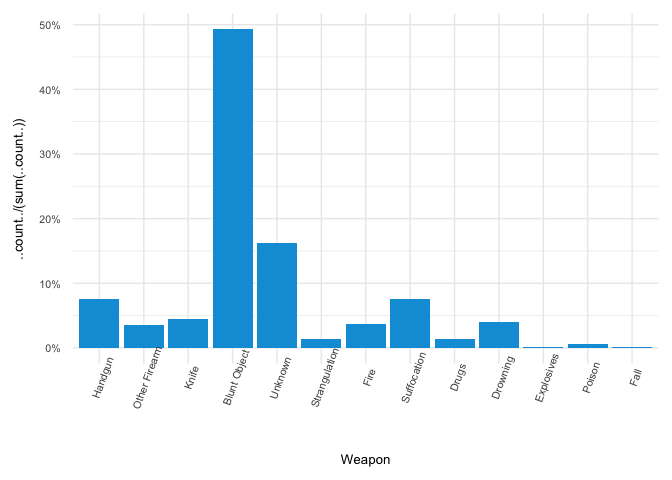 50%
40%
30%
20%
10%
0%
..count../(sum(..count..))
Handgun
Other Firearm
Knife
Blunt Object
Unknown
Strangulation
Fire
Suffocation
Drugs
Drowning
Explosives
Poison
Fall
Weapon